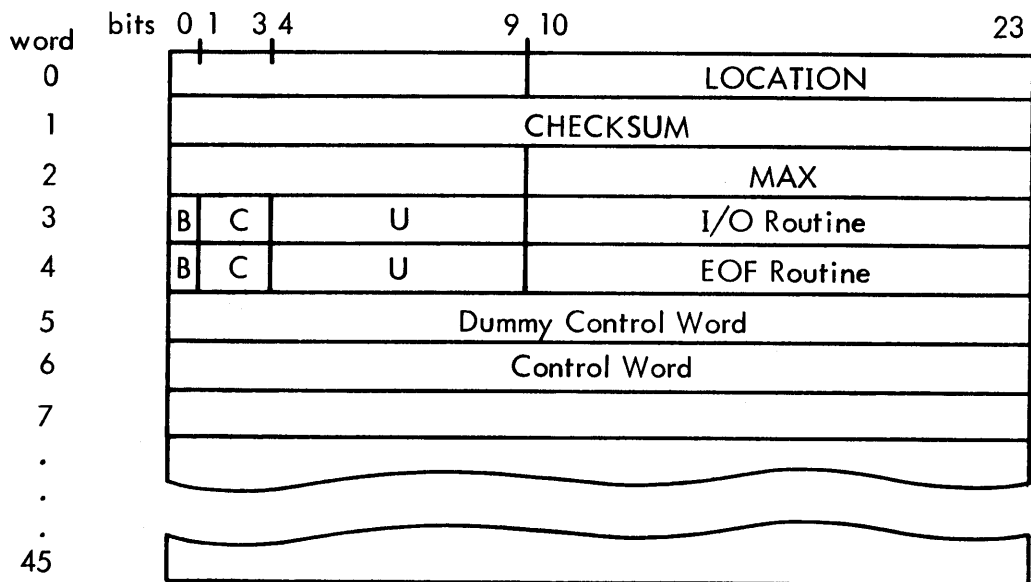 bits 0 1 3 4 9 10 23
word
0 LOCATION
1 CHECKSUM
2 MAX
3 B C U I/O Routine
4 B C U EOF Routine
5 Dummy Control Word
6 Control Word
7
.
.
.
45